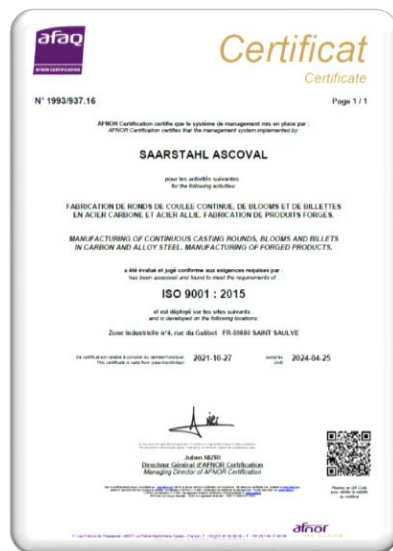 afaq
AFNOR CERTIFICATION
Certificat
Certificate
N° 1993/937.16
Page 1 / 1
AFNOR Certification certifie que le système de management mis en place par :
AFNOR Certification certifies that the management system implemented by:
SAARSTAHL ASCOVAL
pour les activités suivantes
for the following activities:
FABRICATION DE RONDS DE COULEE CONTINUE, DE BLOOMS ET DE BILLETTES
EN ACIER CARBONE ET ACIER ALLIE. FABRICATION DE PRODUITS FORGES.
MANUFACTURING OF CONTINUOUS CASTING ROUNDS, BLOOMS AND BILLETS
IN CARBON AND ALLOY STEEL. MANUFACTURING OF FORGED PRODUCTS.
a été évalué et jugé conforme aux exigences requises par :
has been assessed and found to meet the requirements of:
ISO 9001 : 2015
et est déployé sur les sites suivants
and is developed on the following locations:
Zone Industrielle n°4, rue du Galibot FR-59880 SAINT SAULVE
2021-10-27
2024-04-25
Julien NIZRI
Directeur Général d'AFNOR Certification
Managing Director of AFNOR Certification
afnor